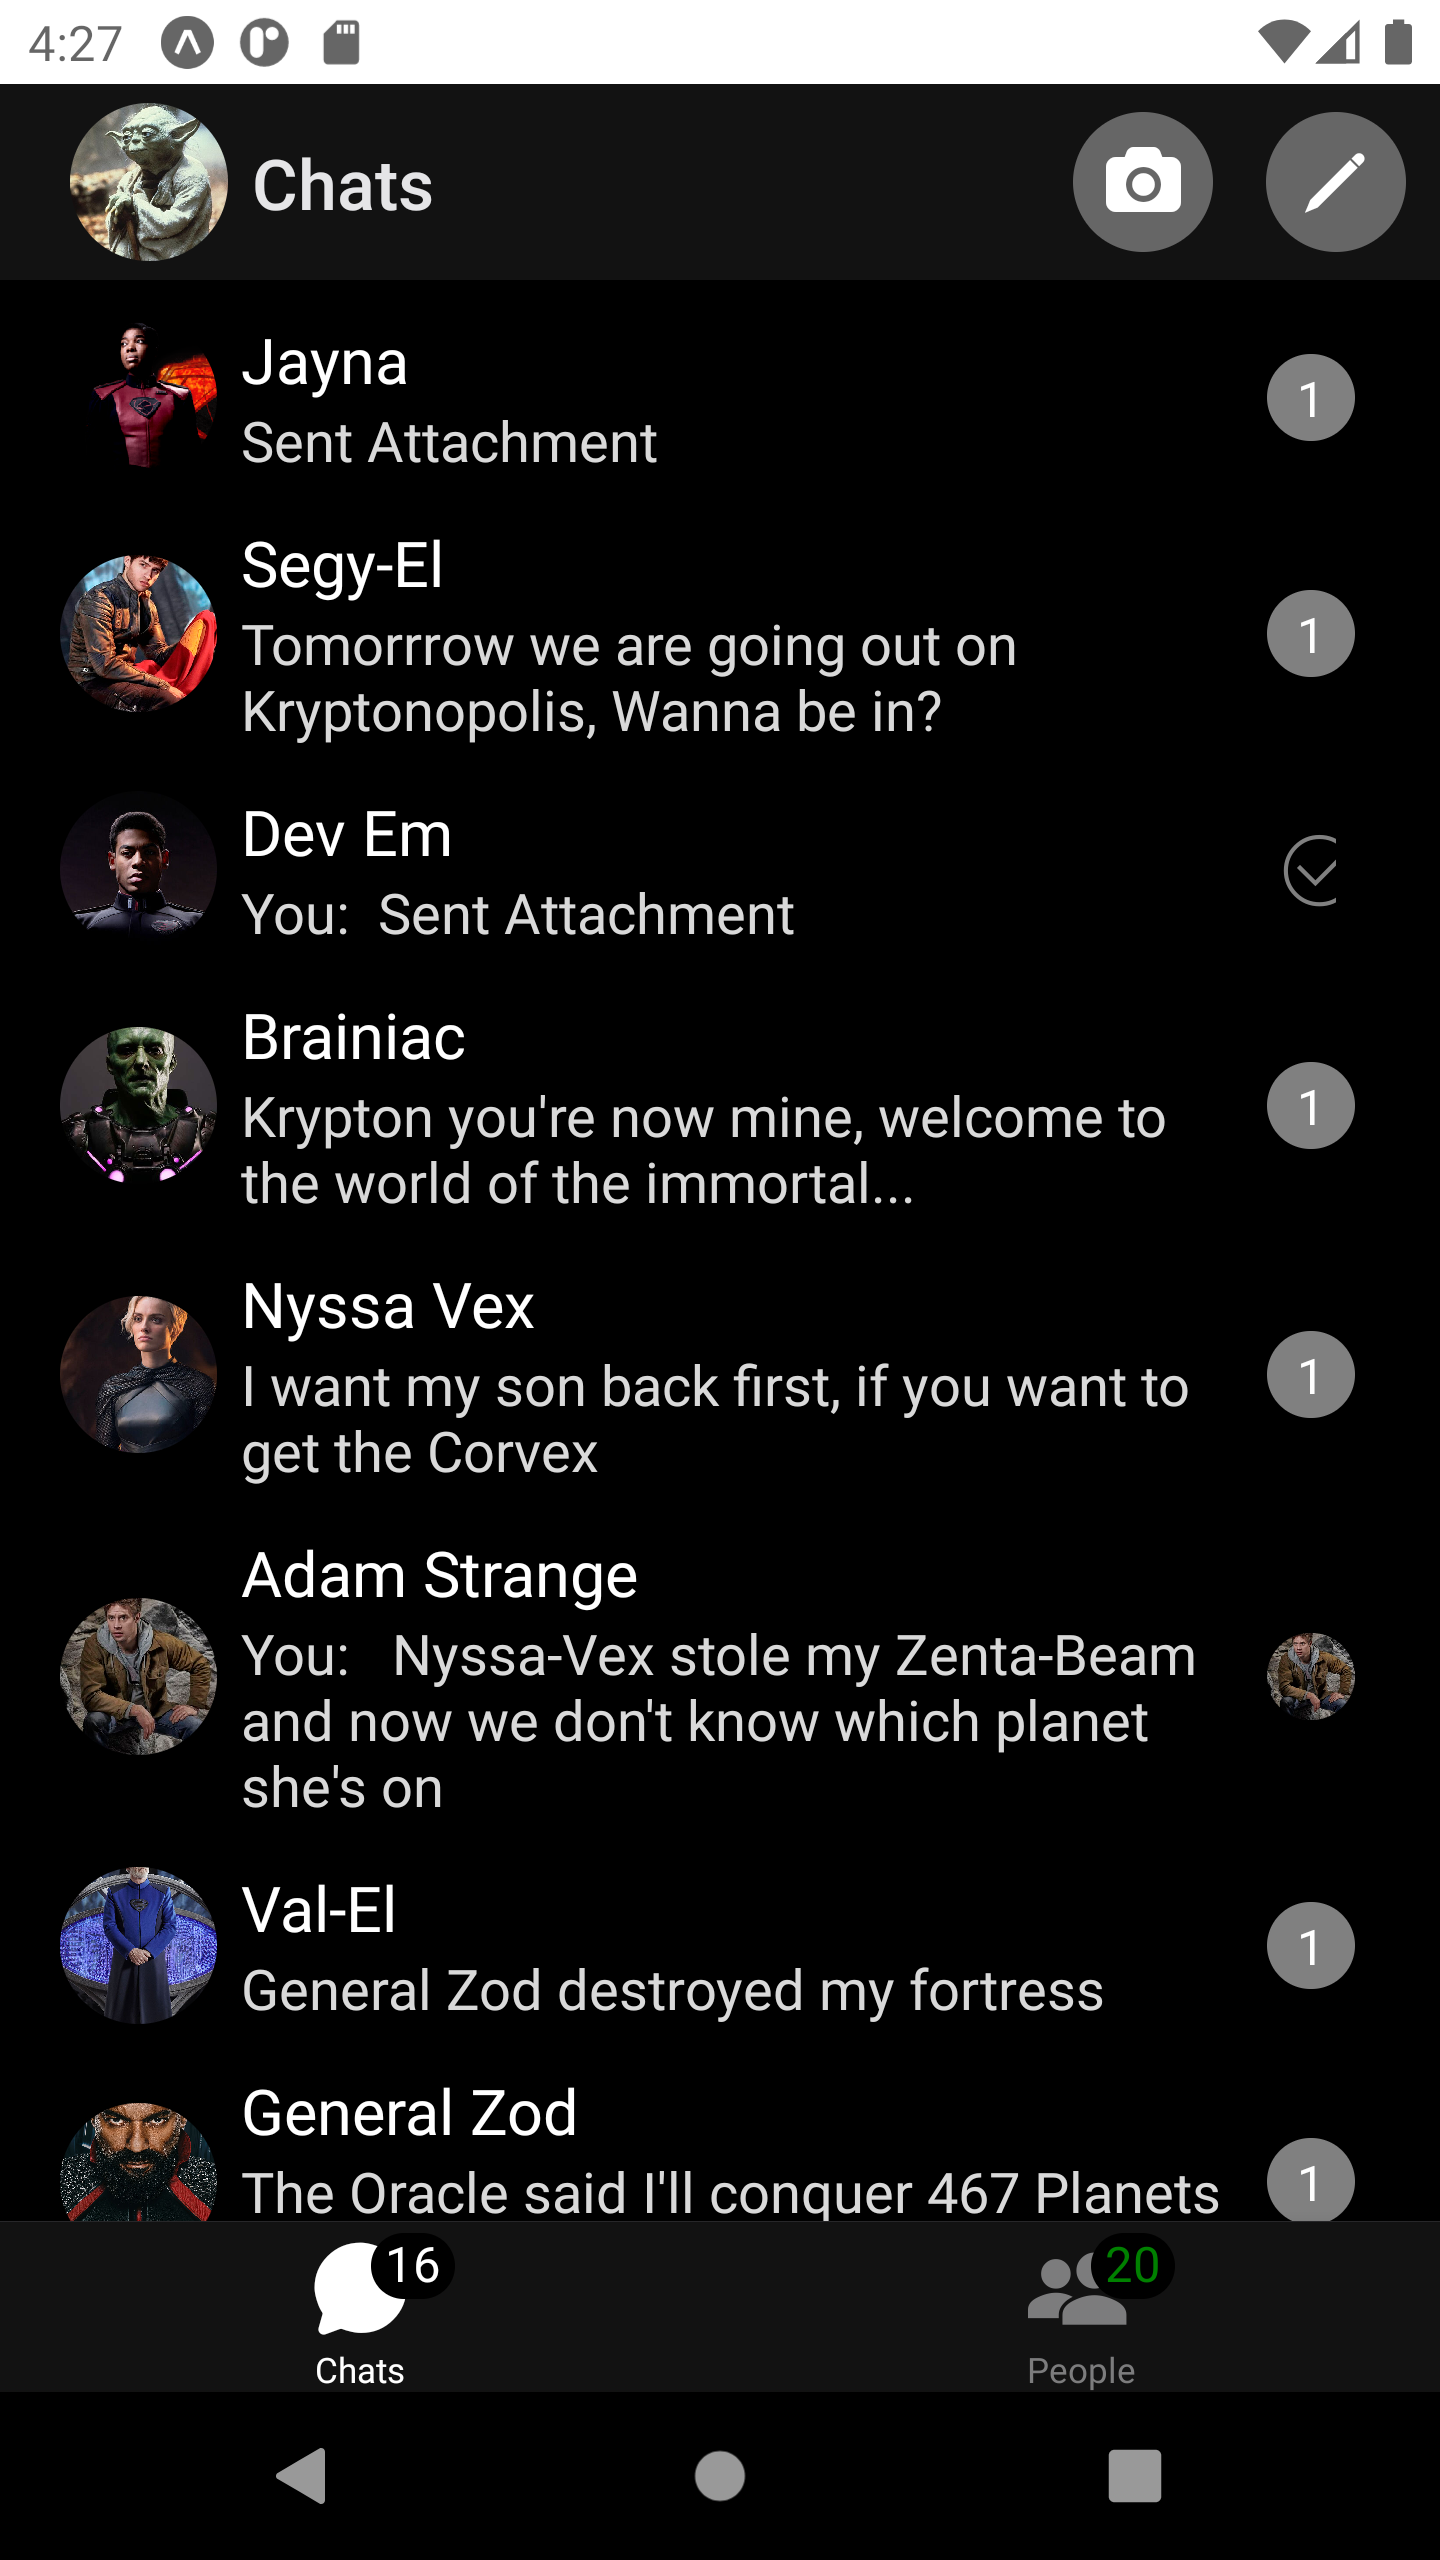 4:27
Chats
Jayna
Sent Attachment
1
Segy-El
Tomorrrow we are going out on
Kryptonopolis, Wanna be in?
1
Dev Em
You:  Sent Attachment
Brainiac
Krypton you're now mine, welcome to
the world of the immortal...
1
Nyssa Vex
I want my son back first, if you want to
get the Corvex
1
Adam Strange
You:   Nyssa-Vex stole my Zenta-Beam
and now we don't know which planet
she's on
Val-El
General Zod destroyed my fortress
1
General Zod
The Oracle said I'll conquer 467 Planets
1
16
Chats
20
People